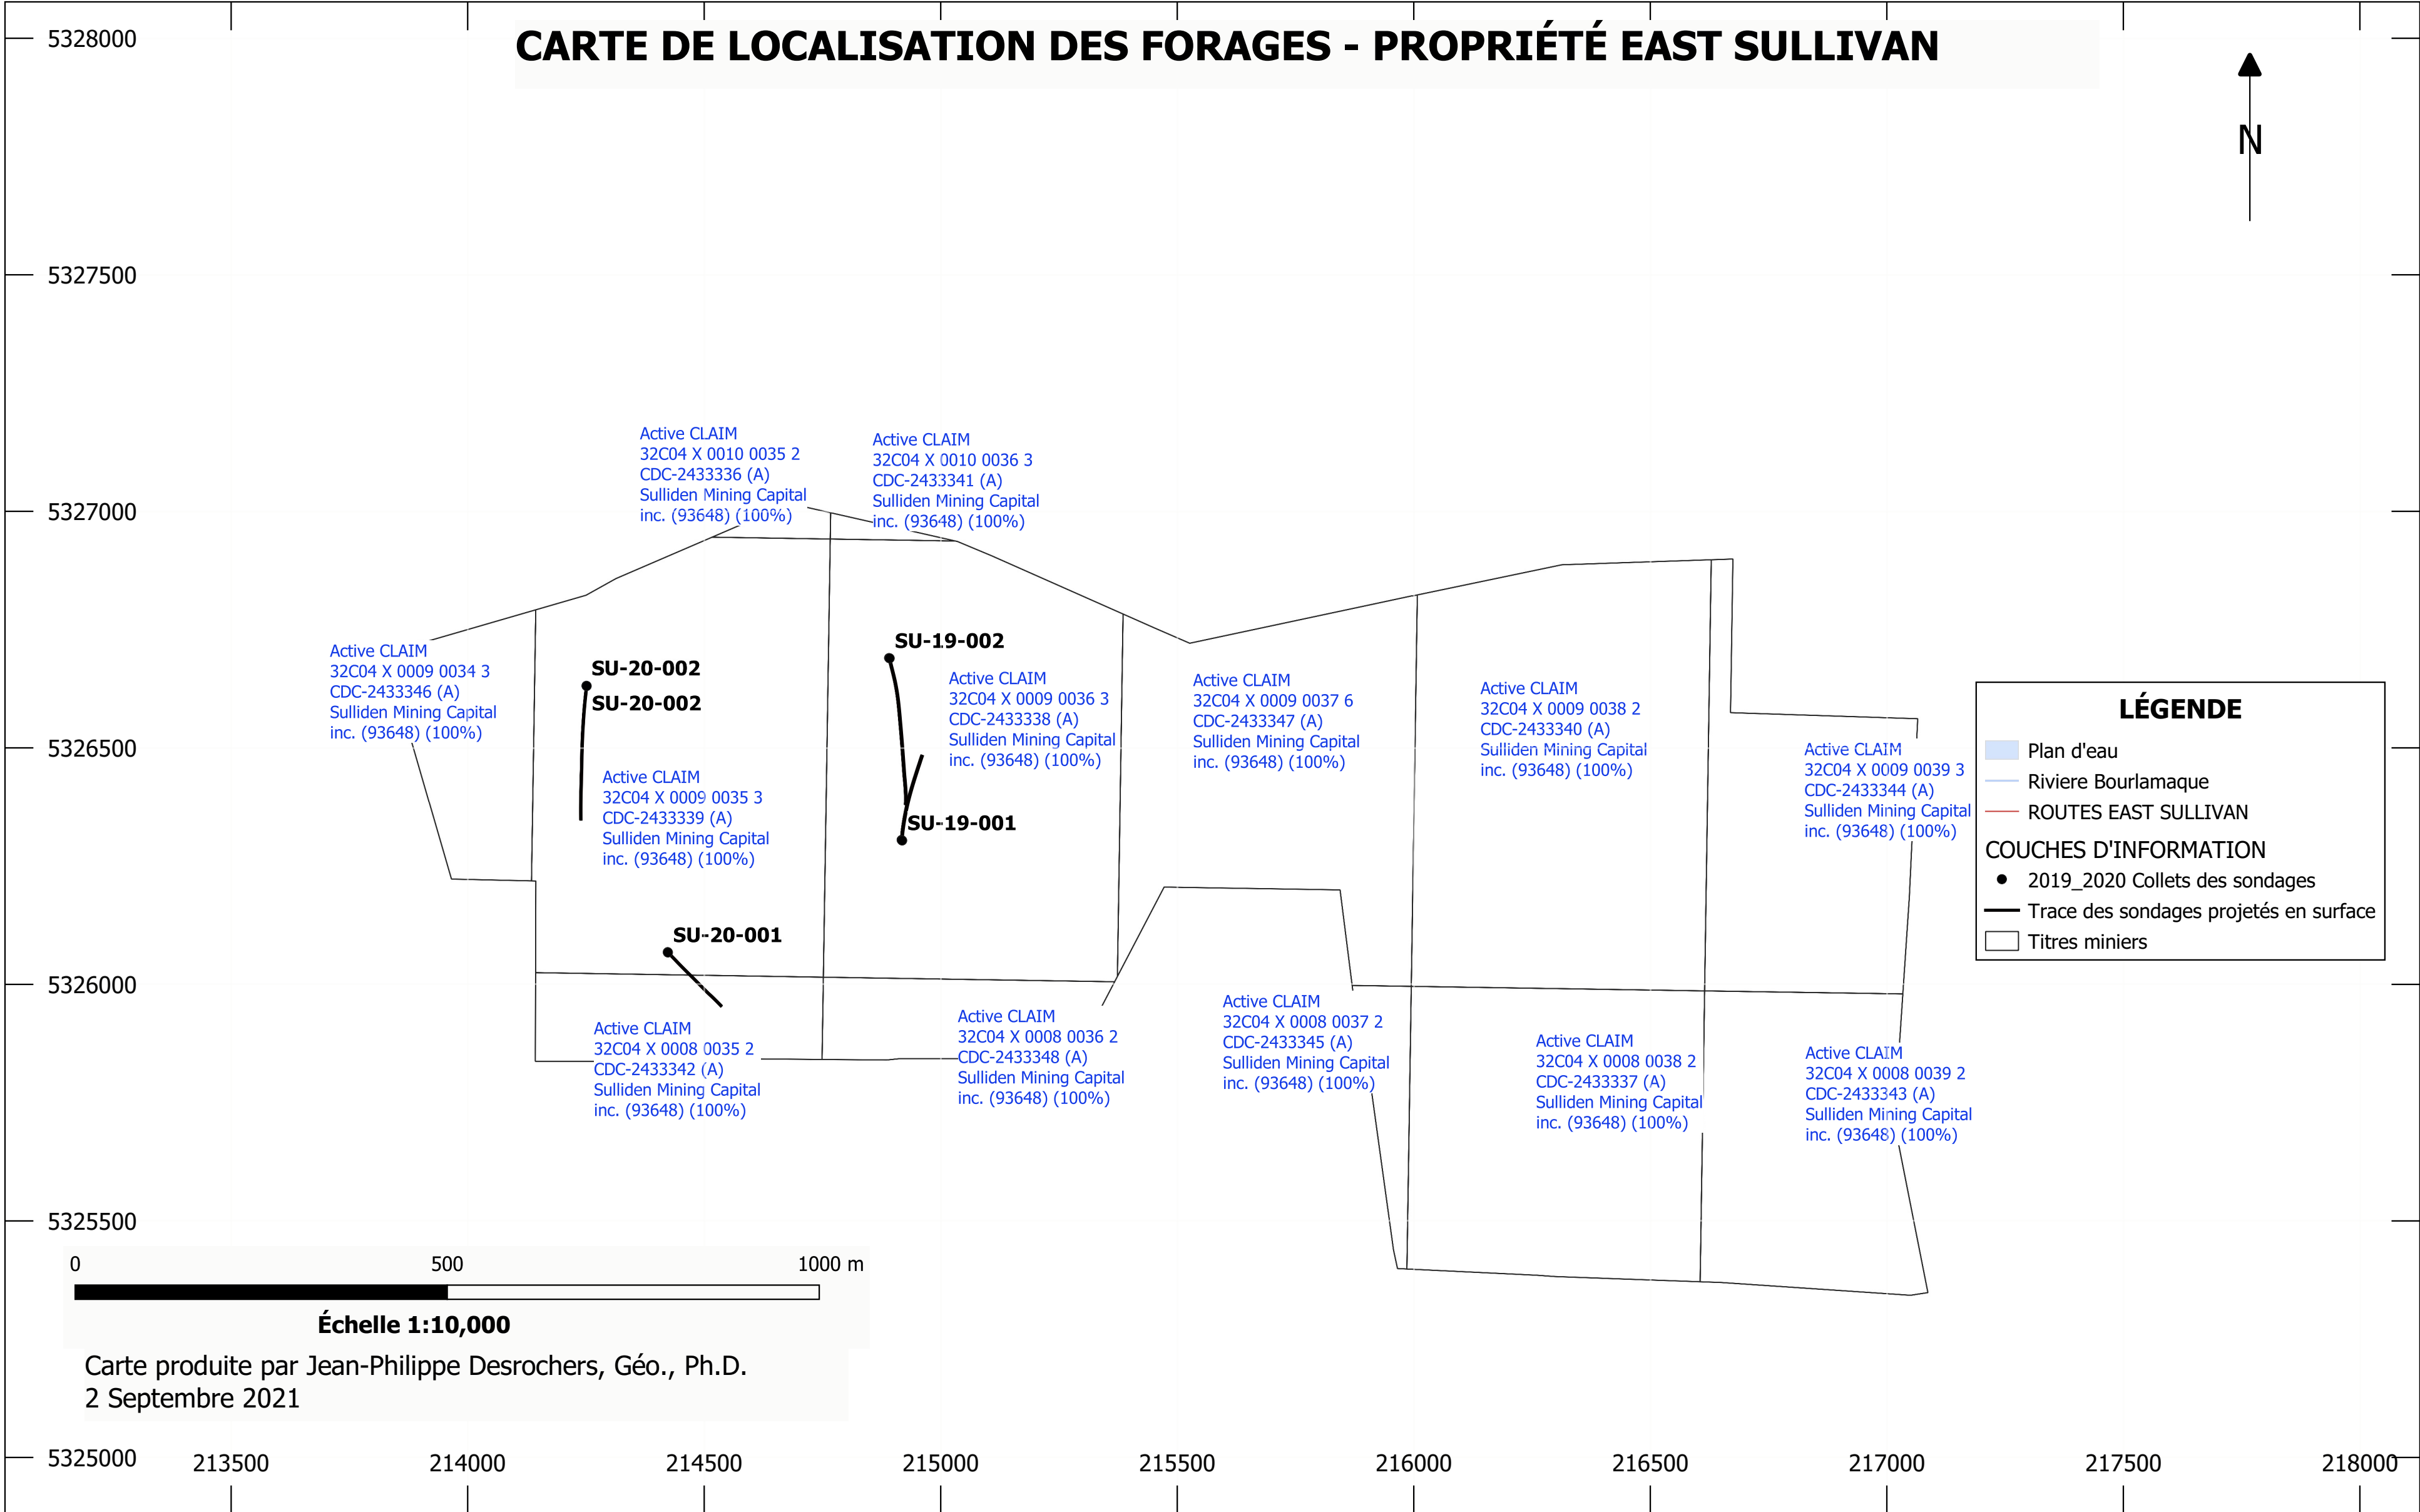 CARTE DE LOCALISATION DES FORAGES - PROPRIÉTÉ EAST SULLIVAN
N
5328000
5327500
5327000
5326500
5326000
5325500
5325000
Active CLAIM
32C04 X 0010 0035 2
CDC-2433336 (A)
Sulliden Mining Capital
inc. (93648) (100%)
Active CLAIM
32C04 X 0010 0036 3
CDC-2433341 (A)
Sulliden Mining Capital
inc. (93648) (100%)
Active CLAIM
32C04 X 0009 0034 3
CDC-2433346 (A)
Sulliden Mining Capital
inc. (93648) (100%)
SU-20-002
SU-20-002
Active CLAIM
32C04 X 0009 0035 3
CDC-2433339 (A)
Sulliden Mining Capital
inc. (93648) (100%)
SU-19-002
Active CLAIM
32C04 X 0009 0036 3
CDC-2433338 (A)
Sulliden Mining Capital
inc. (93648) (100%)
SU-19-001
Active CLAIM
32C04 X 0009 0037 6
CDC-2433347 (A)
Sulliden Mining Capital
inc. (93648) (100%)
Active CLAIM
32C04 X 0009 0038 2
CDC-2433340 (A)
Sulliden Mining Capital
inc. (93648) (100%)
Active CLAIM
32C04 X 0009 0039 3
CDC-2433344 (A)
Sulliden Mining Capital
inc. (93648) (100%)
SU-20-001
Active CLAIM
32C04 X 0008 0035 2
CDC-2433342 (A)
Sulliden Mining Capital
inc. (93648) (100%)
Active CLAIM
32C04 X 0008 0036 2
CDC-2433348 (A)
Sulliden Mining Capital
inc. (93648) (100%)
Active CLAIM
32C04 X 0008 0037 2
CDC-2433345 (A)
Sulliden Mining Capital
inc. (93648) (100%)
Active CLAIM
32C04 X 0008 0038 2
CDC-2433337 (A)
Sulliden Mining Capital
inc. (93648) (100%)
Active CLAIM
32C04 X 0008 0039 2
CDC-2433343 (A)
Sulliden Mining Capital
inc. (93648) (100%)
LÉGENDE
Plan d'eau
Riviere Bourlamaque
ROUTES EAST SULLIVAN
COUCHES D'INFORMATION
2019_2020 Collets des sondages
Trace des sondages projetés en surface
Titres miniers
0 500 1000 m
Échelle 1:10,000
Carte produite par Jean-Philippe Desrochers, Géo., Ph.D.
2 Septembre 2021
213500 214000 214500 215000 215500 216000 216500 217000 217500 218000